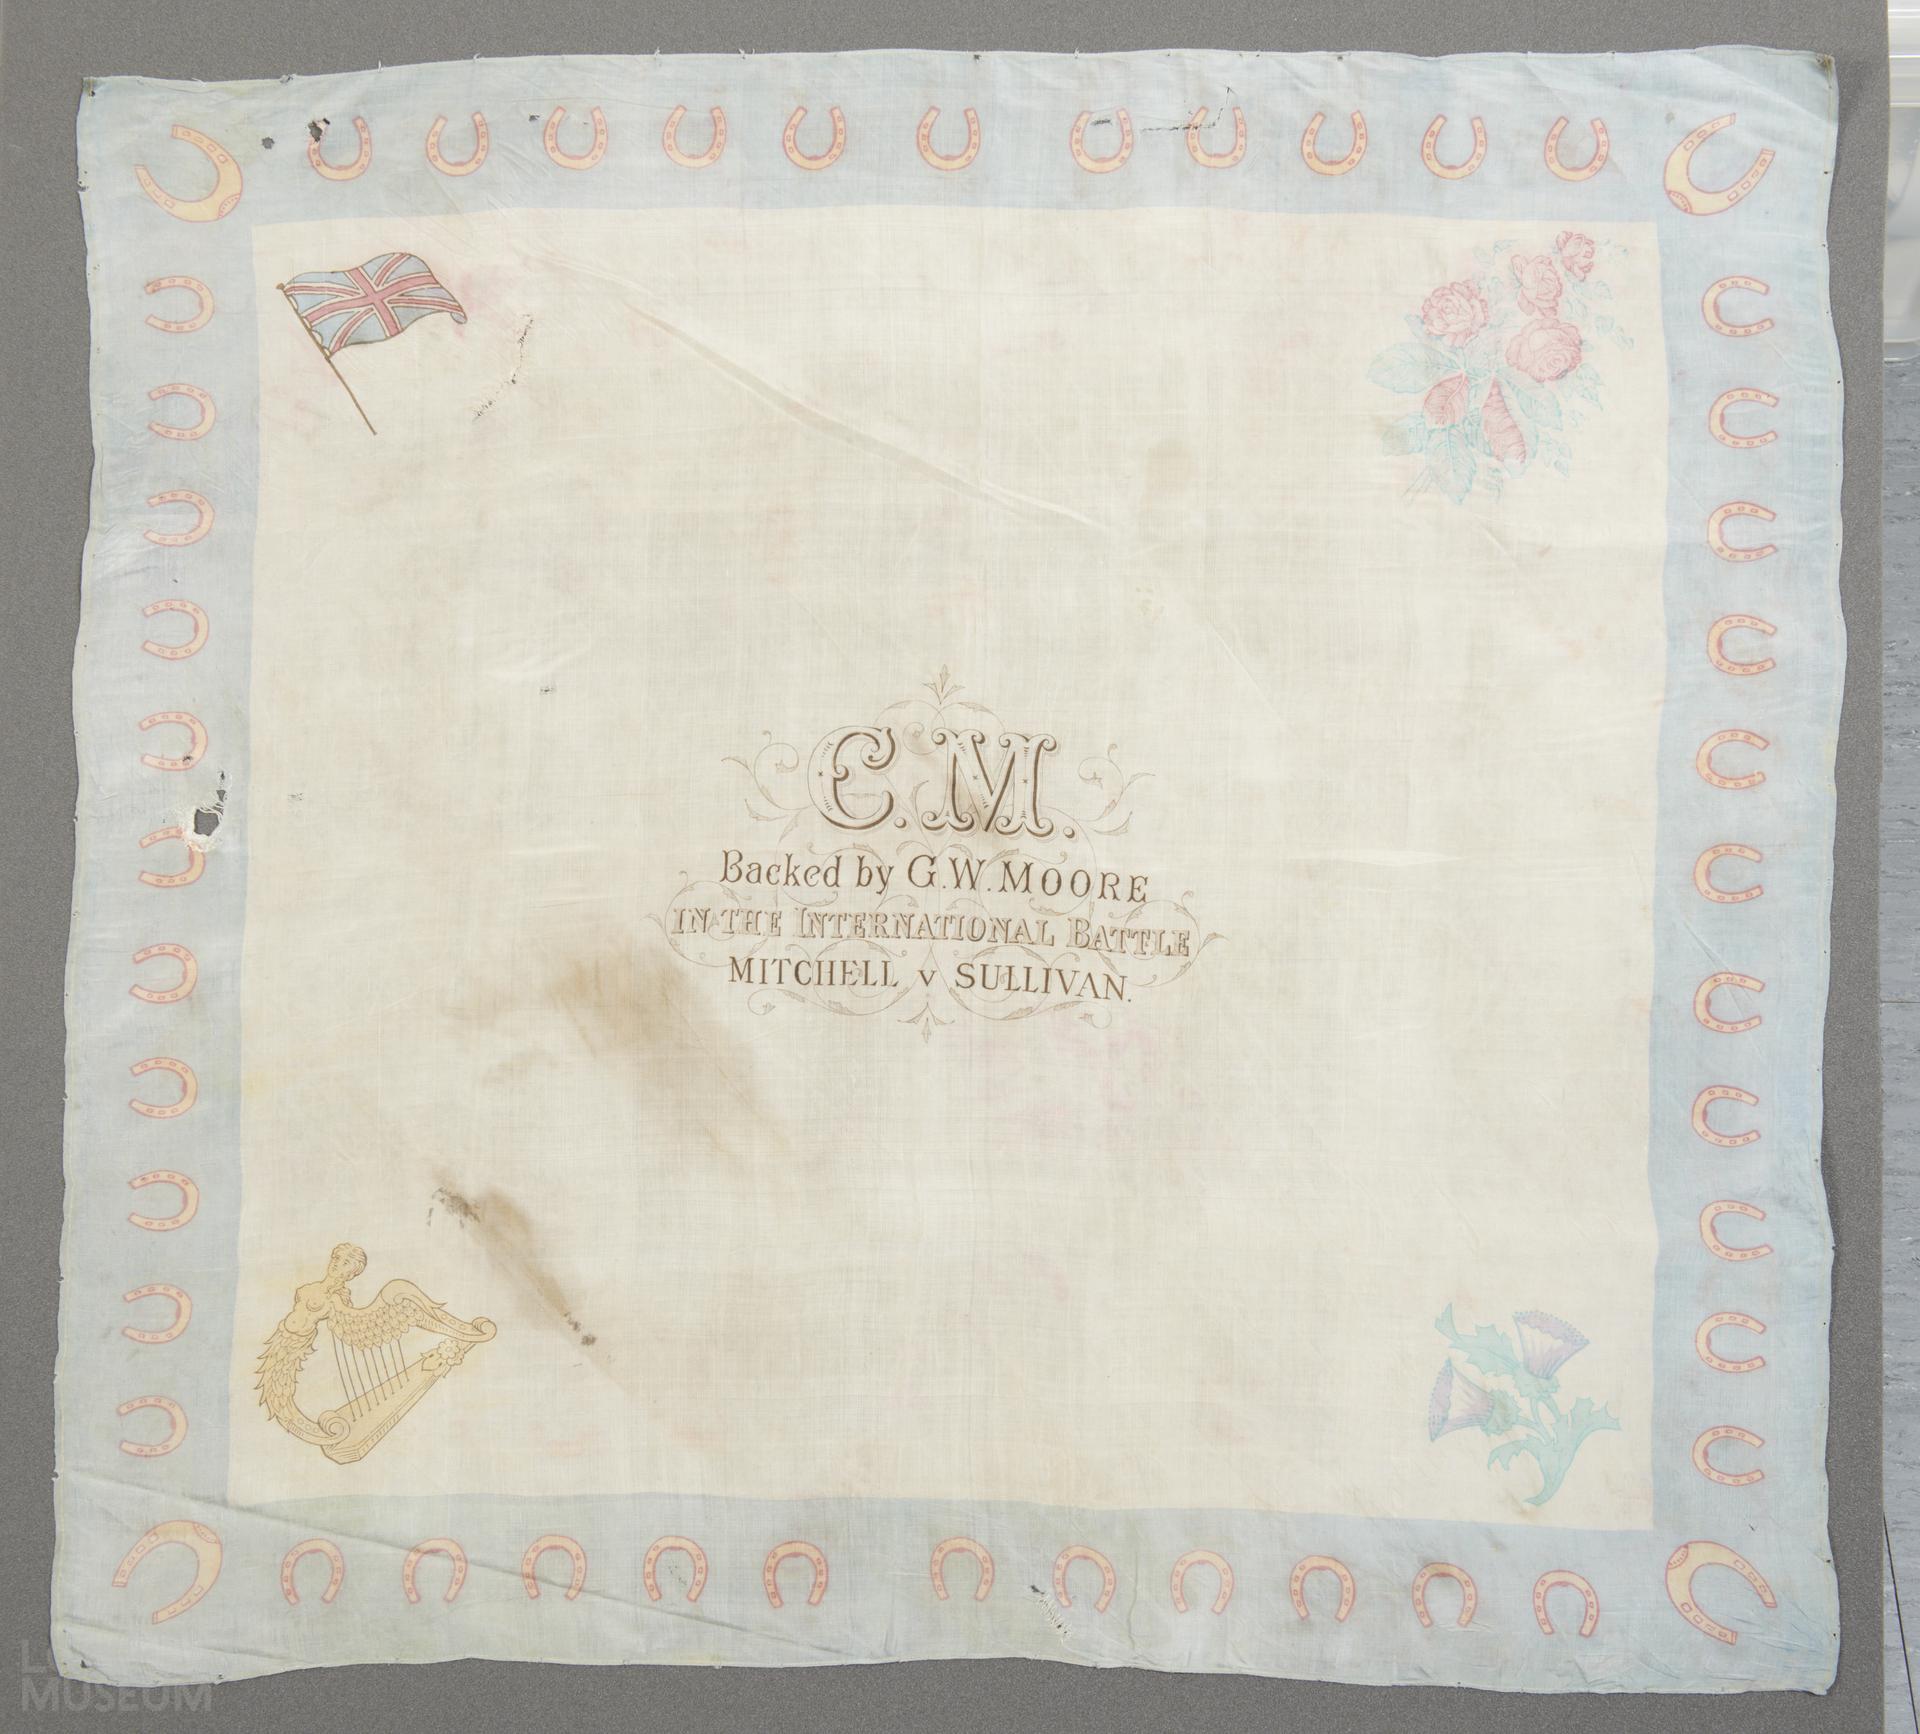 C.M.
Backed by G.W. MOORE
IN THE INTERNATIONAL BATTLE
MITCHELL v SULLIVAN.
MUSEUM